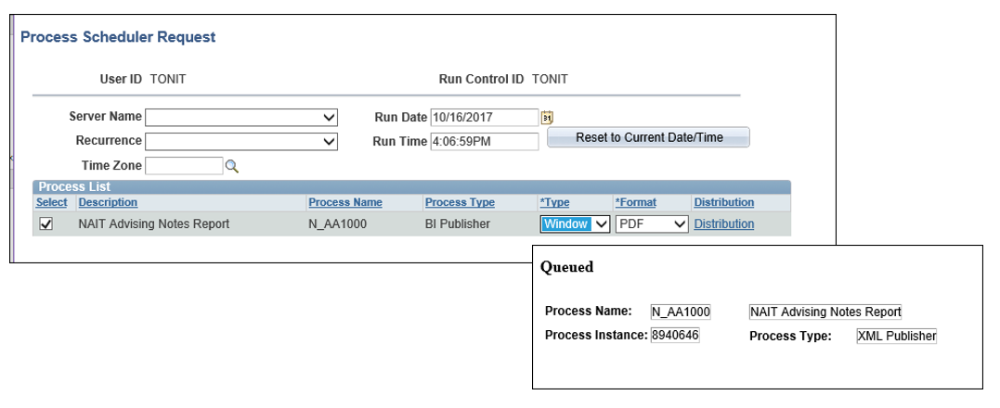 Process Scheduler Request
User ID TONIT Run Control ID TONIT
Server Name Run Date 10/16/2017 31
Recurrence Run Time 4:06:59PM Reset to Current Date/Time
Time Zone
Process List
Select Description Process Name Process Type *Type *Format Distribution
NAIT Advising Notes Report N_AA1000 BI Publisher Window PDF Distribution
Queued
Process Name: N_AA1000 NAIT Advising Notes Report
Process Instance: 8940646 Process Type: XML Publisher